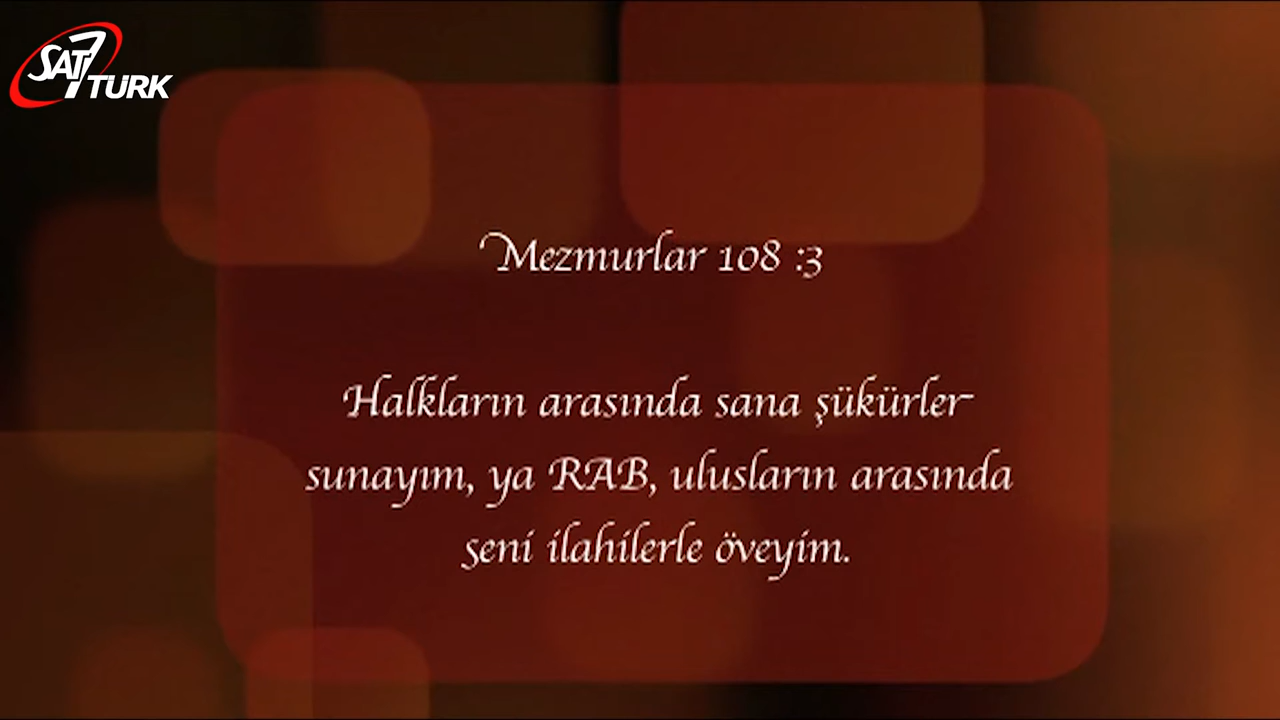 SAT7 TURK
Mezmurlar 108 :3
Halkların arasında sana şükürler
sunayım, ya RAB, ulusların arasında
seni ilahilerle öveyim.